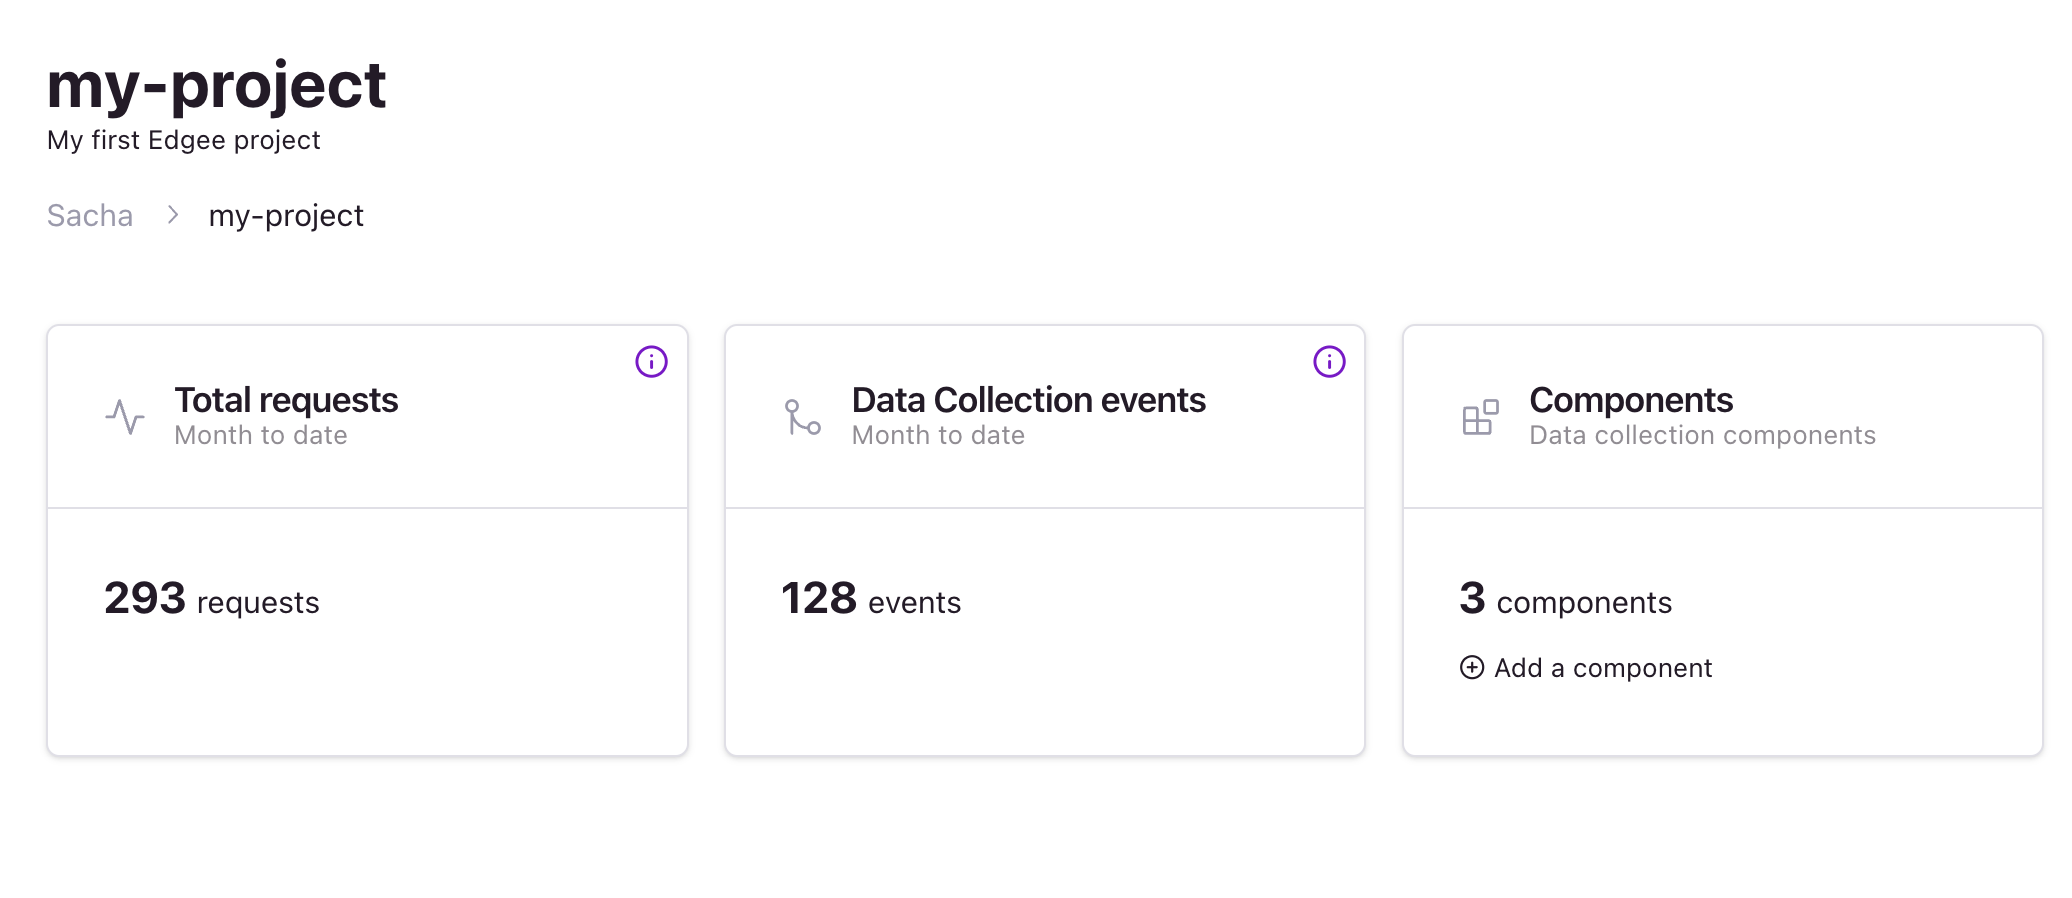 my-project
My first Edgee project
Sacha > my-project
Total requests
Month to date
293 requests
Data Collection events
Month to date
128 events
Components
Data collection components
3 components
Add a component